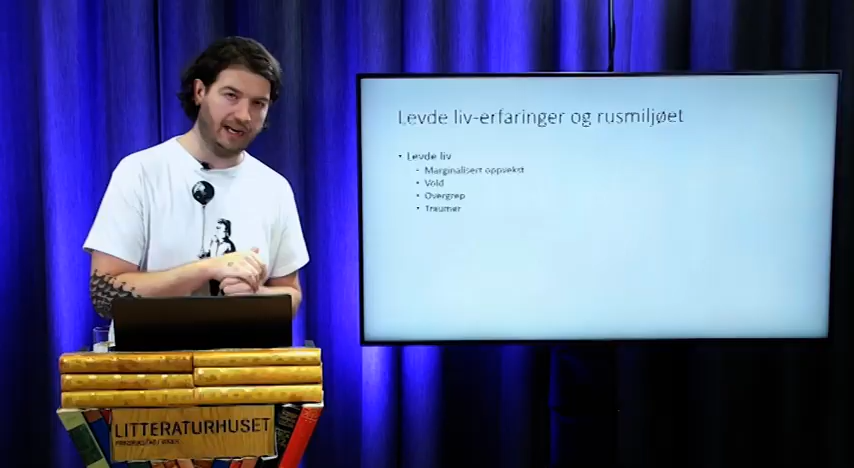 Levde liv-erfaringer og rusmiljøet
• Levde liv
• Marginalisert oppvekst
• Vold
• Overgrep
• Traumer
LITTERATURHUSET